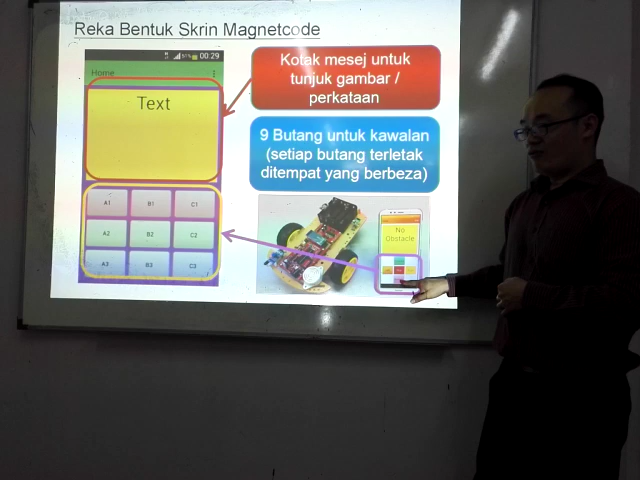 Reka Bentuk Skrin Magnetcode
00:29
Home
Text
A1 B1 C1
A2 B2 C2
A3 B3 C3
Kotak mesej untuk
tunjuk gambar /
perkataan
9 Butang untuk kawalan
(setiap butang terletak
ditempat yang berbeza)
No
Obstacle